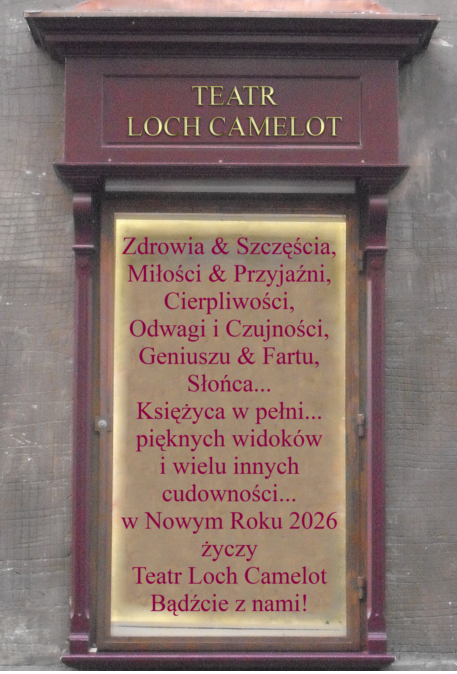 TEATR
LOCH CAMELOT
Zdrowia & Szczęścia,
Miłości & Przyjaźni,
Cierpliwości,
Odwagi i Czujności,
Geniuszu & Fartu,
Słońca...
Księżyca w pełni...
pięknych widoków
i wielu innych
cudowności...
w Nowym Roku 2026
życzy
Teatr Loch Camelot
Bądźcie z nami!